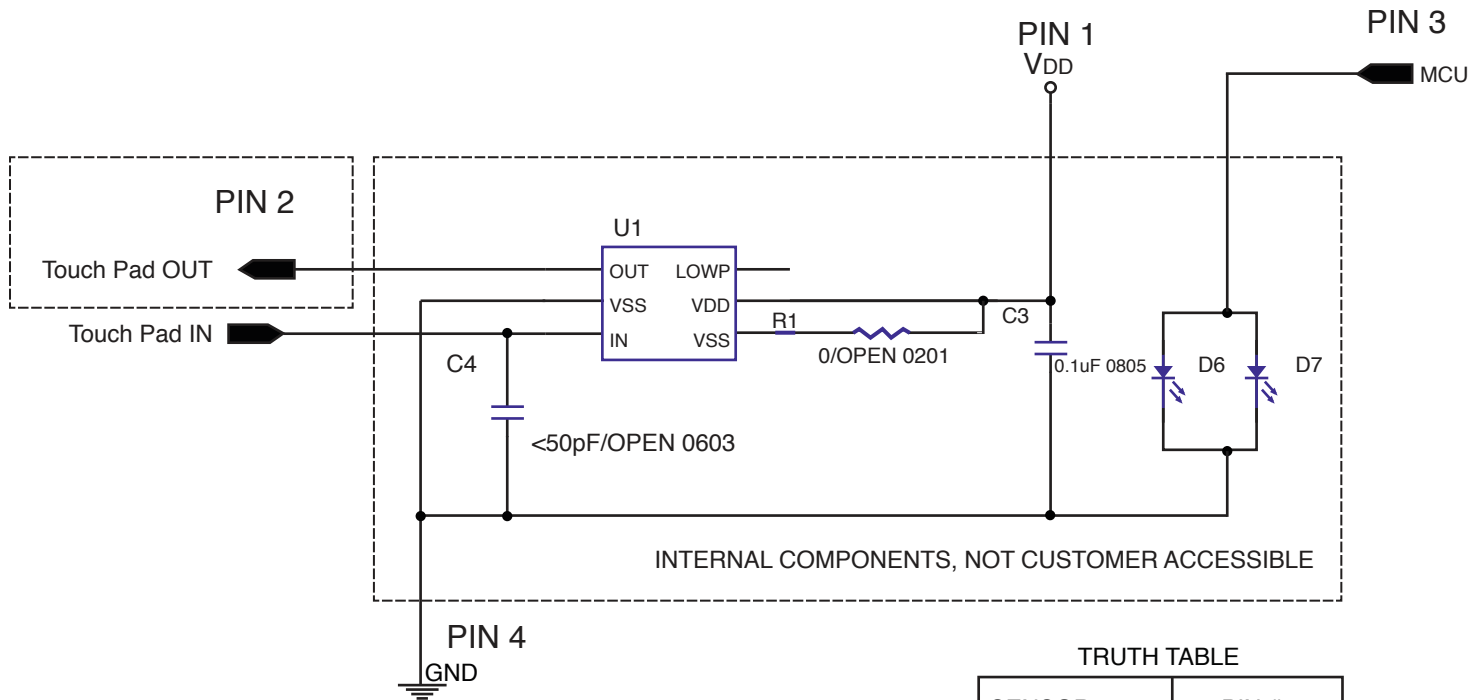 PIN 3
PIN 1
VDD
MCU
PIN 2
U1
Touch Pad OUT
OUT LOWP
VSS VDD
C3
R1
Touch Pad IN
IN VSS
0/OPEN 0201
C4
0.1uF 0805
D6
D7
<50pF/OPEN 0603
INTERNAL COMPONENTS, NOT CUSTOMER ACCESSIBLE
PIN 4
GND
TRUTH TABLE